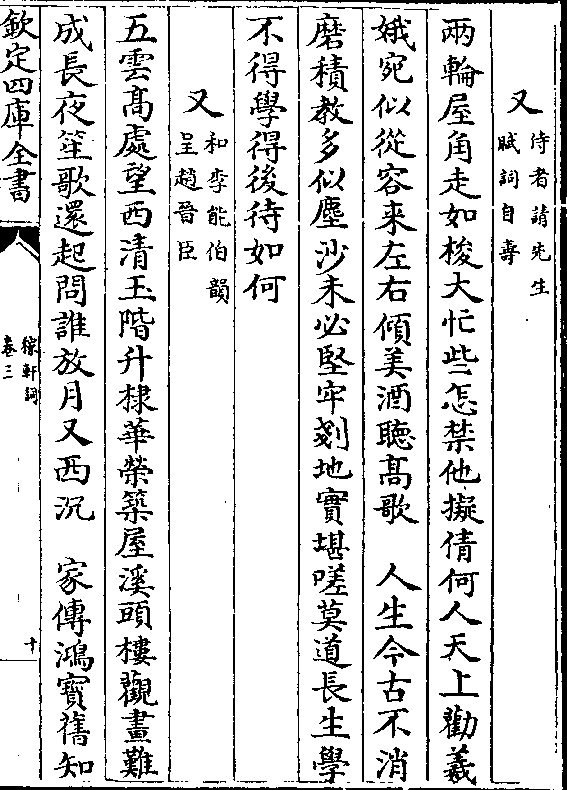 又侍者請先生
賦詞自壽
兩輪屋角走如梭大忙些怎禁他擬倩何人天上勸羲
娥宛似從容来左右傾美酒聽髙歌　人生今古不消
磨積教多似塵沙未必堅牢剗地實堪嗟莫道長生學
不得學得後待如何
又和李能伯韻
呈趙晉臣
五雲髙處望西清玉階升棣華榮築屋溪頭樓觀畫難
成長夜笙歌還起問誰放月又西沉　家傳鴻寳舊知
欽定四庫全書
稼軒詞
卷三
十